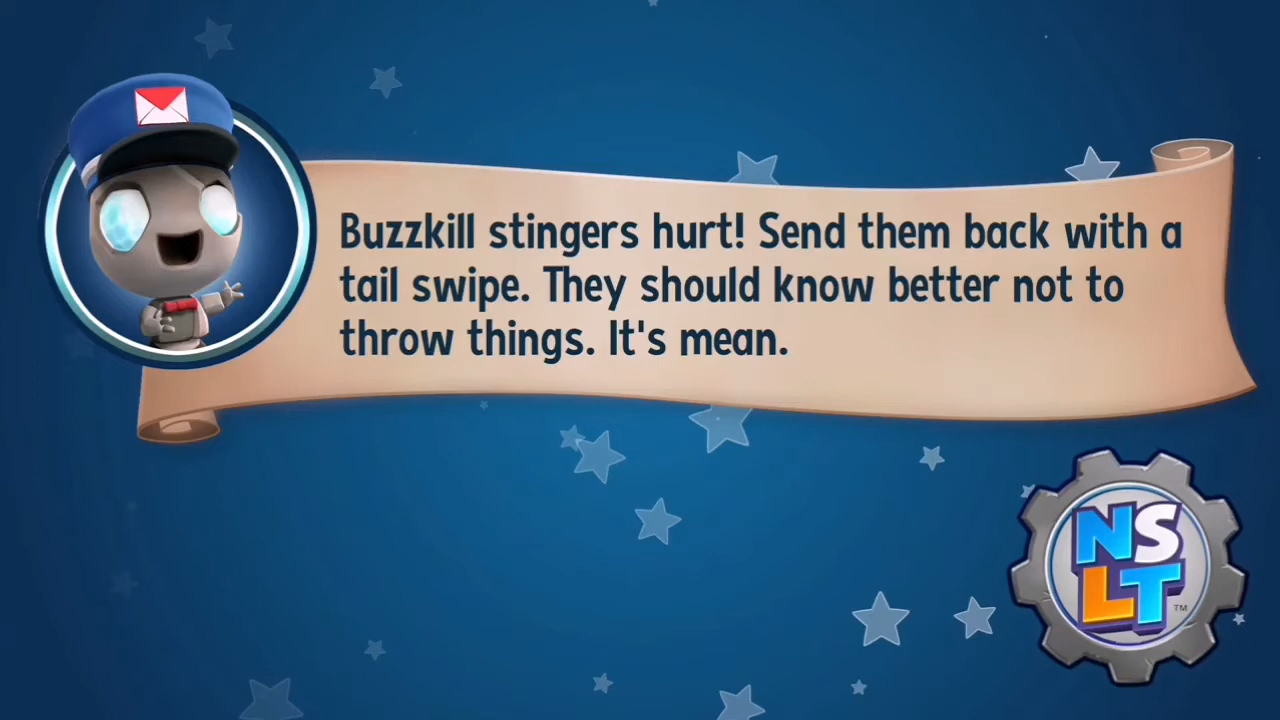 Buzzkill stingers hurt! Send them back with a
tail swipe. They should know better not to
throw things. It's mean.
NS
LT
TM